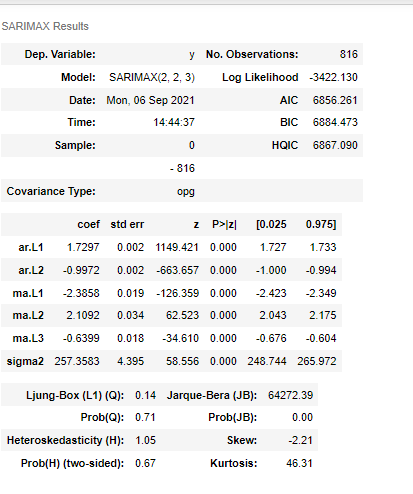 SARIMAX Results
Dep. Variable: y No. Observations: 816
Model: SARIMAX(2, 2, 3) Log Likelihood -3422.130
Date: Mon, 06 Sep 2021 AIC 6856.261
Time: 14:44:37 BIC 6884.473
Sample: 0 HQIC 6867.090
- 816
Covariance Type: opg
coef std err z P>|z| [0.025 0.975]
ar.L1 1.7297 0.002 1149.421 0.000 1.727 1.733
ar.L2 -0.9972 0.002 -663.657 0.000 -1.000 -0.994
ma.L1 -2.3858 0.019 -126.359 0.000 -2.423 -2.349
ma.L2 2.1092 0.034 62.523 0.000 2.043 2.175
ma.L3 -0.6399 0.018 -34.610 0.000 -0.676 -0.604
sigma2 257.3583 4.395 58.556 0.000 248.744 265.972
Ljung-Box (L1) (Q): 0.14 Jarque-Bera (JB): 64272.39
Prob(Q): 0.71 Prob(JB): 0.00
Heteroskedasticity (H): 1.05 Skew: -2.21
Prob(H) (two-sided): 0.67 Kurtosis: 46.31